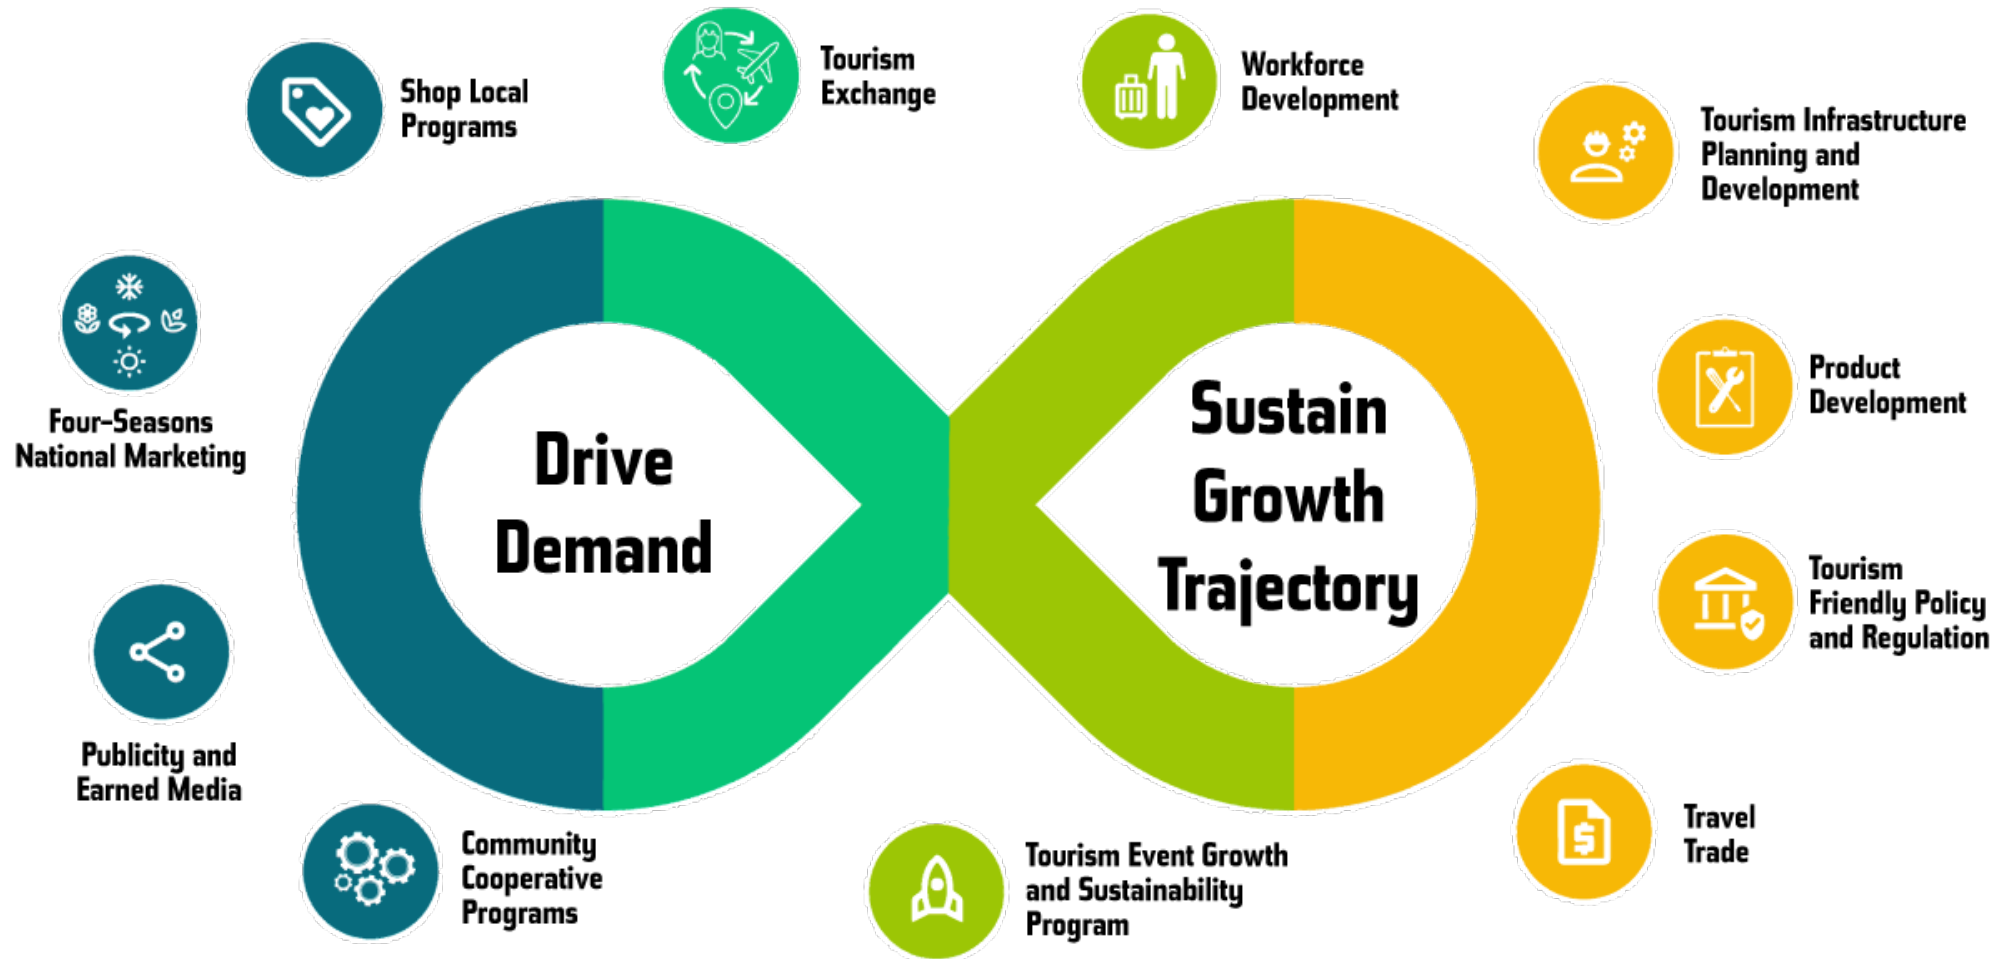 Shop Local
Programs
Tourism
Exchange
Workforce
Development
Tourism Infrastructure
Planning and
Development
Four-Seasons
National Marketing
Drive
Demand
Sustain
Growth
Trajectory
Product
Development
Tourism
Friendly Policy
and Regulation
Publicity and
Earned Media
Community
Cooperative
Programs
Tourism Event Growth
and Sustainability
Program
$
Travel
Trade